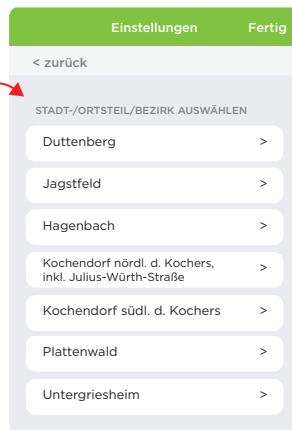 Einstellungen Fertig
< zurück
STADT-/ORTSTEIL/BEZIRK AUSWÄHLEN
Duttenberg >
Jagstfeld >
Hagenbach >
Kochendorf nördl. d. Kochers,
inkl. Julius-Würth-Straße >
Kochendorf südl. d. Kochers >
Plattenwald >
Untergriesheim >